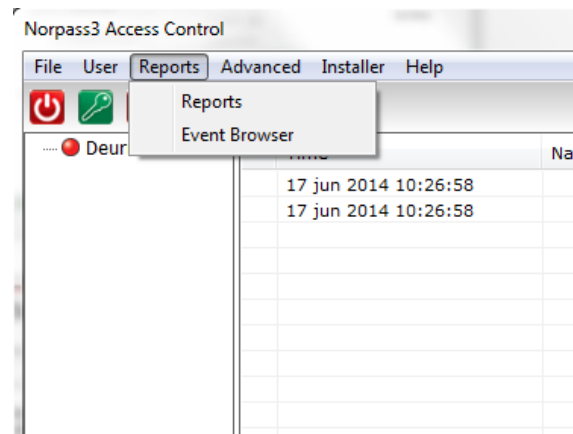 Norpass3 Access Control
File User Reports Advanced Installer Help
Reports
Event Browser
Deur
Na
17 jun 2014 10:26:58
17 jun 2014 10:26:58